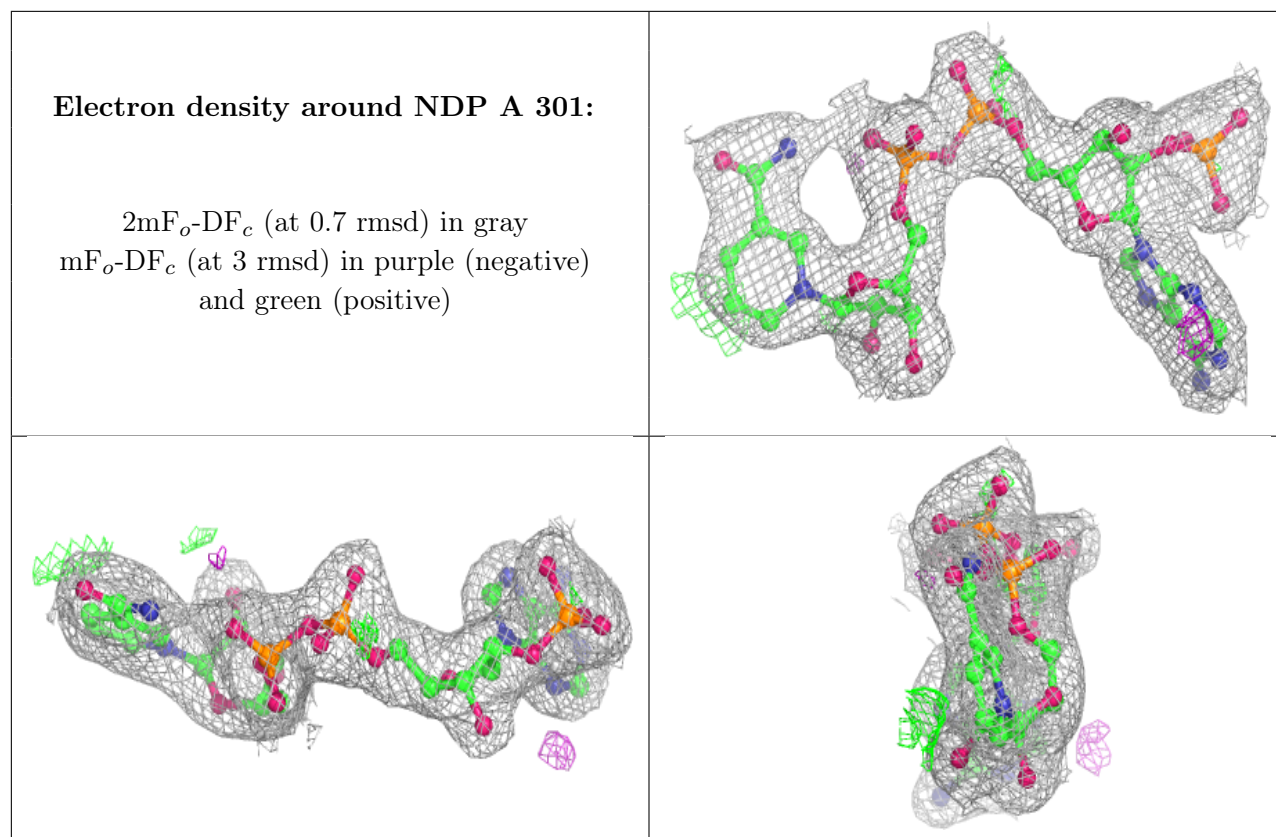 Electron density around NDP A 301:
2mFₒ-DF𝑐 (at 0.7 rmsd) in gray
mFₒ-DF𝑐 (at 3 rmsd) in purple (negative)
and green (positive)